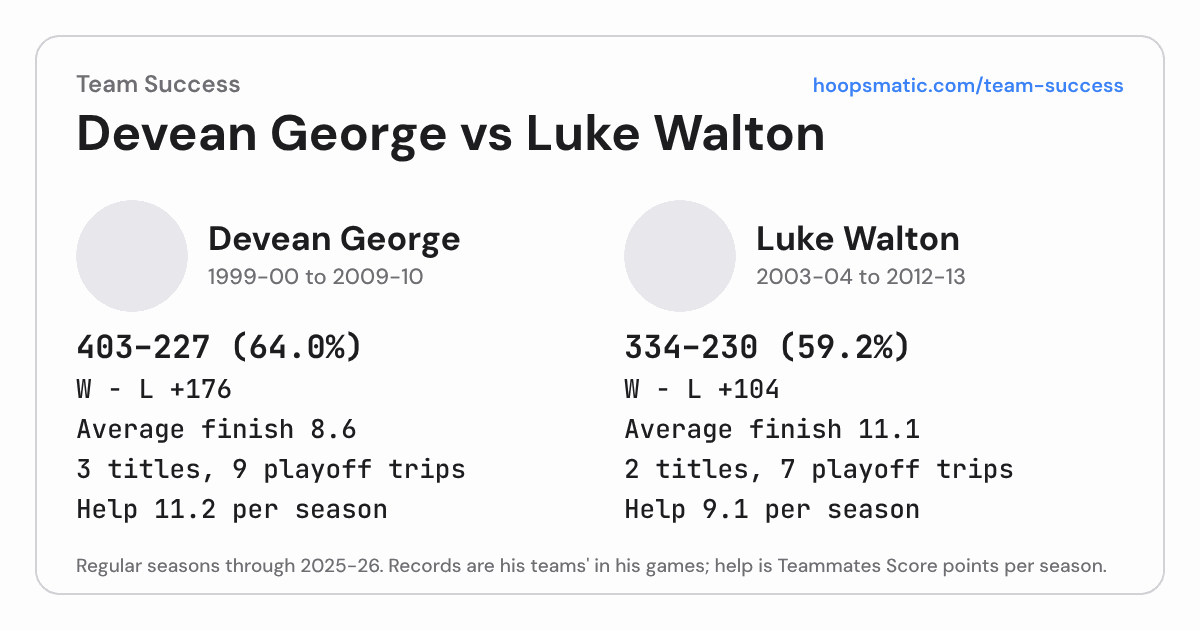 Team Success
hoopsmatic.com/team-success
Devean George vs Luke Walton
Devean George
1999-00 to 2009-10
403-227 (64.0%)
W - L +176
Average finish 8.6
3 titles, 9 playoff trips
Help 11.2 per season
Luke Walton
2003-04 to 2012-13
334-230 (59.2%)
W - L +104
Average finish 11.1
2 titles, 7 playoff trips
Help 9.1 per season
Regular seasons through 2025-26. Records are his teams' in his games; help is Teammates Score points per season.